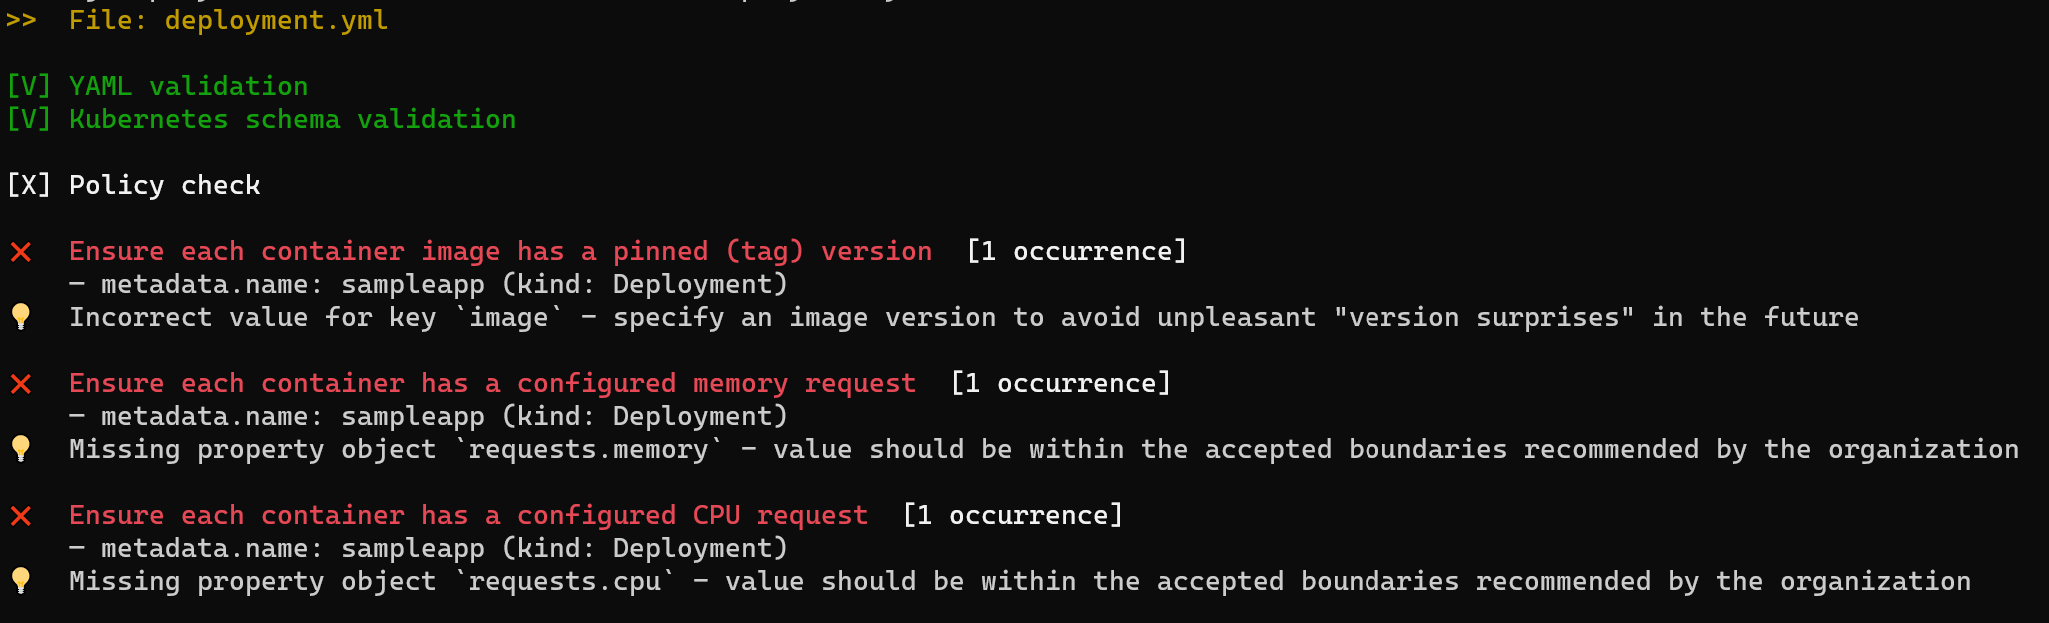 >>  File: deployment.yml
[V] YAML validation
[V] Kubernetes schema validation
[X] Policy check
❌  Ensure each container image has a pinned (tag) version  [1 occurrence]
— metadata.name: sampleapp (kind: Deployment)
💡  Incorrect value for key `image` - specify an image version to avoid unpleasant "version surprises" in the future
❌  Ensure each container has a configured memory request  [1 occurrence]
— metadata.name: sampleapp (kind: Deployment)
💡  Missing property object `requests.memory` - value should be within the accepted boundaries recommended by the organization
❌  Ensure each container has a configured CPU request  [1 occurrence]
— metadata.name: sampleapp (kind: Deployment)
💡  Missing property object `requests.cpu` - value should be within the accepted boundaries recommended by the organization